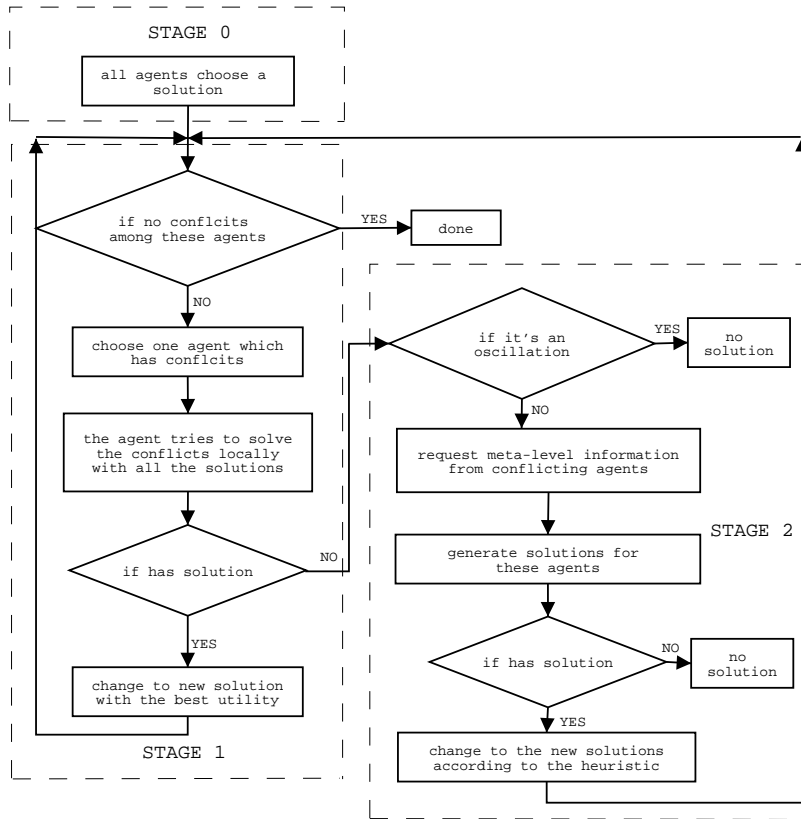 STAGE 0
all agents choose a
solution
if no conflcits
among these agents
YES
done
NO
choose one agent which
has conflcits
the agent tries to solve
the conflicts locally
with all the solutions
if has solution
NO
YES
change to new solution
with the best utility
STAGE 1
if it's an
oscillation
YES
no
solution
NO
request meta-level information
from conflicting agents
STAGE 2
generate solutions for
these agents
if has solution
NO
no
solution
YES
change to the new solutions
according to the heuristic